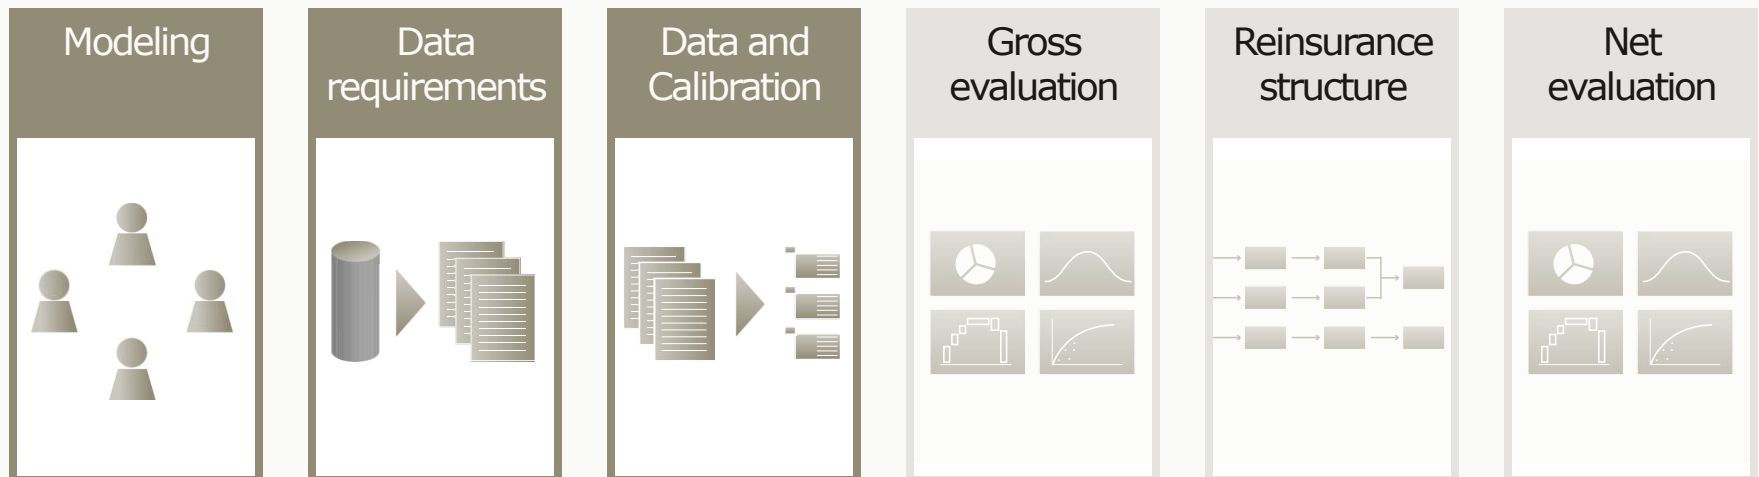 Modeling
Data
requirements
Data and
Calibration
Gross
evaluation
Reinsurance
structure
Net
evaluation